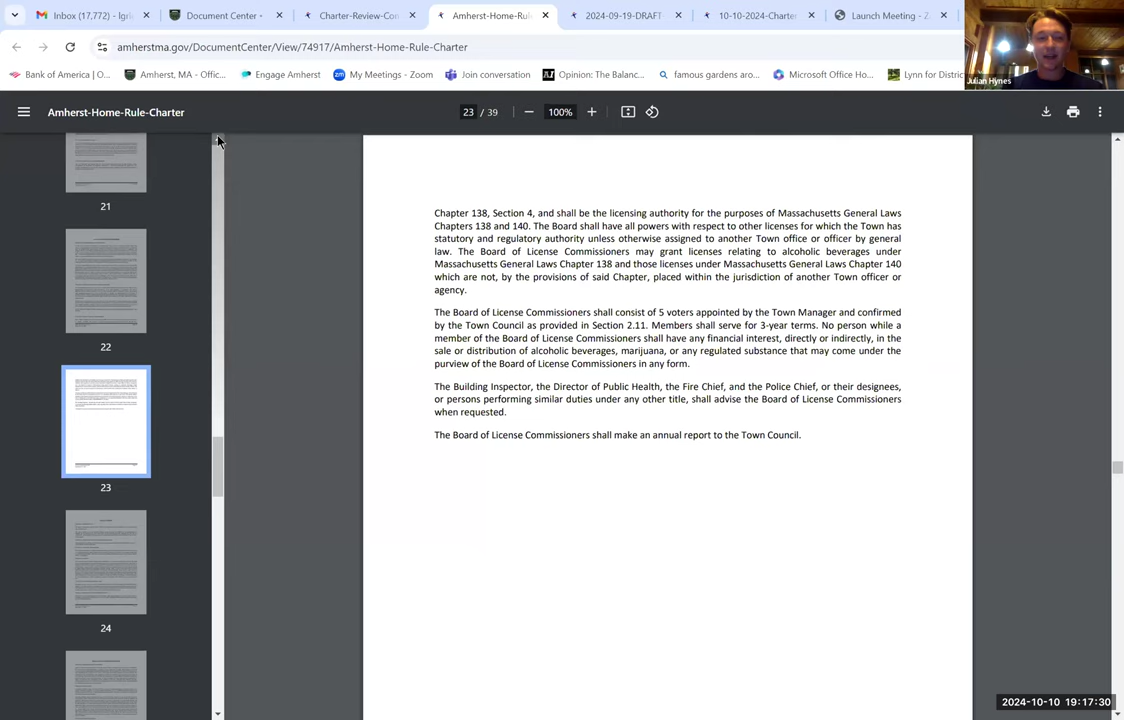 Inbox (17,772) - lgri
Document Center -
Charter-Review-Con
Amherst-Home-Rul
2024-09-19-DRAFT
10-10-2024-Charter
Launch Meeting - Z
amherstma.gov/DocumentCenter/View/74917/Amherst-Home-Rule-Charter
Bank of America | O...
Amherst, MA - Offic...
Engage Amherst
My Meetings - Zoom
Join conversation
Opinion: The Balanc...
famous gardens aro...
Microsoft Office Ho...
Lynn for Distri
Julian Hynes
Amherst-Home-Rule-Charter
23 / 39
100%
21
22
23
24
Chapter 138, Section 4, and shall be the licensing authority for the purposes of Massachusetts General Laws
Chapters 138 and 140. The Board shall have all powers with respect to other licenses for which the Town has
statutory and regulatory authority unless otherwise assigned to another Town office or officer by general
law. The Board of License Commissioners may grant licenses relating to alcoholic beverages under
Massachusetts General Laws Chapter 138 and those licenses under Massachusetts General Laws Chapter 140
which are not, by the provisions of said Chapter, placed within the jurisdiction of another Town officer or
agency.
The Board of License Commissioners shall consist of 5 voters appointed by the Town Manager and confirmed
by the Town Council as provided in Section 2.11. Members shall serve for 3-year terms. No person while a
member of the Board of License Commissioners shall have any financial interest, directly or indirectly, in the
sale or distribution of alcoholic beverages, marijuana, or any regulated substance that may come under the
purview of the Board of License Commissioners in any form.
The Building Inspector, the Director of Public Health, the Fire Chief, and the Police Chief, or their designees,
or persons performing similar duties under any other title, shall advise the Board of License Commissioners
when requested.
The Board of License Commissioners shall make an annual report to the Town Council.
2024-10-10 19:17:30